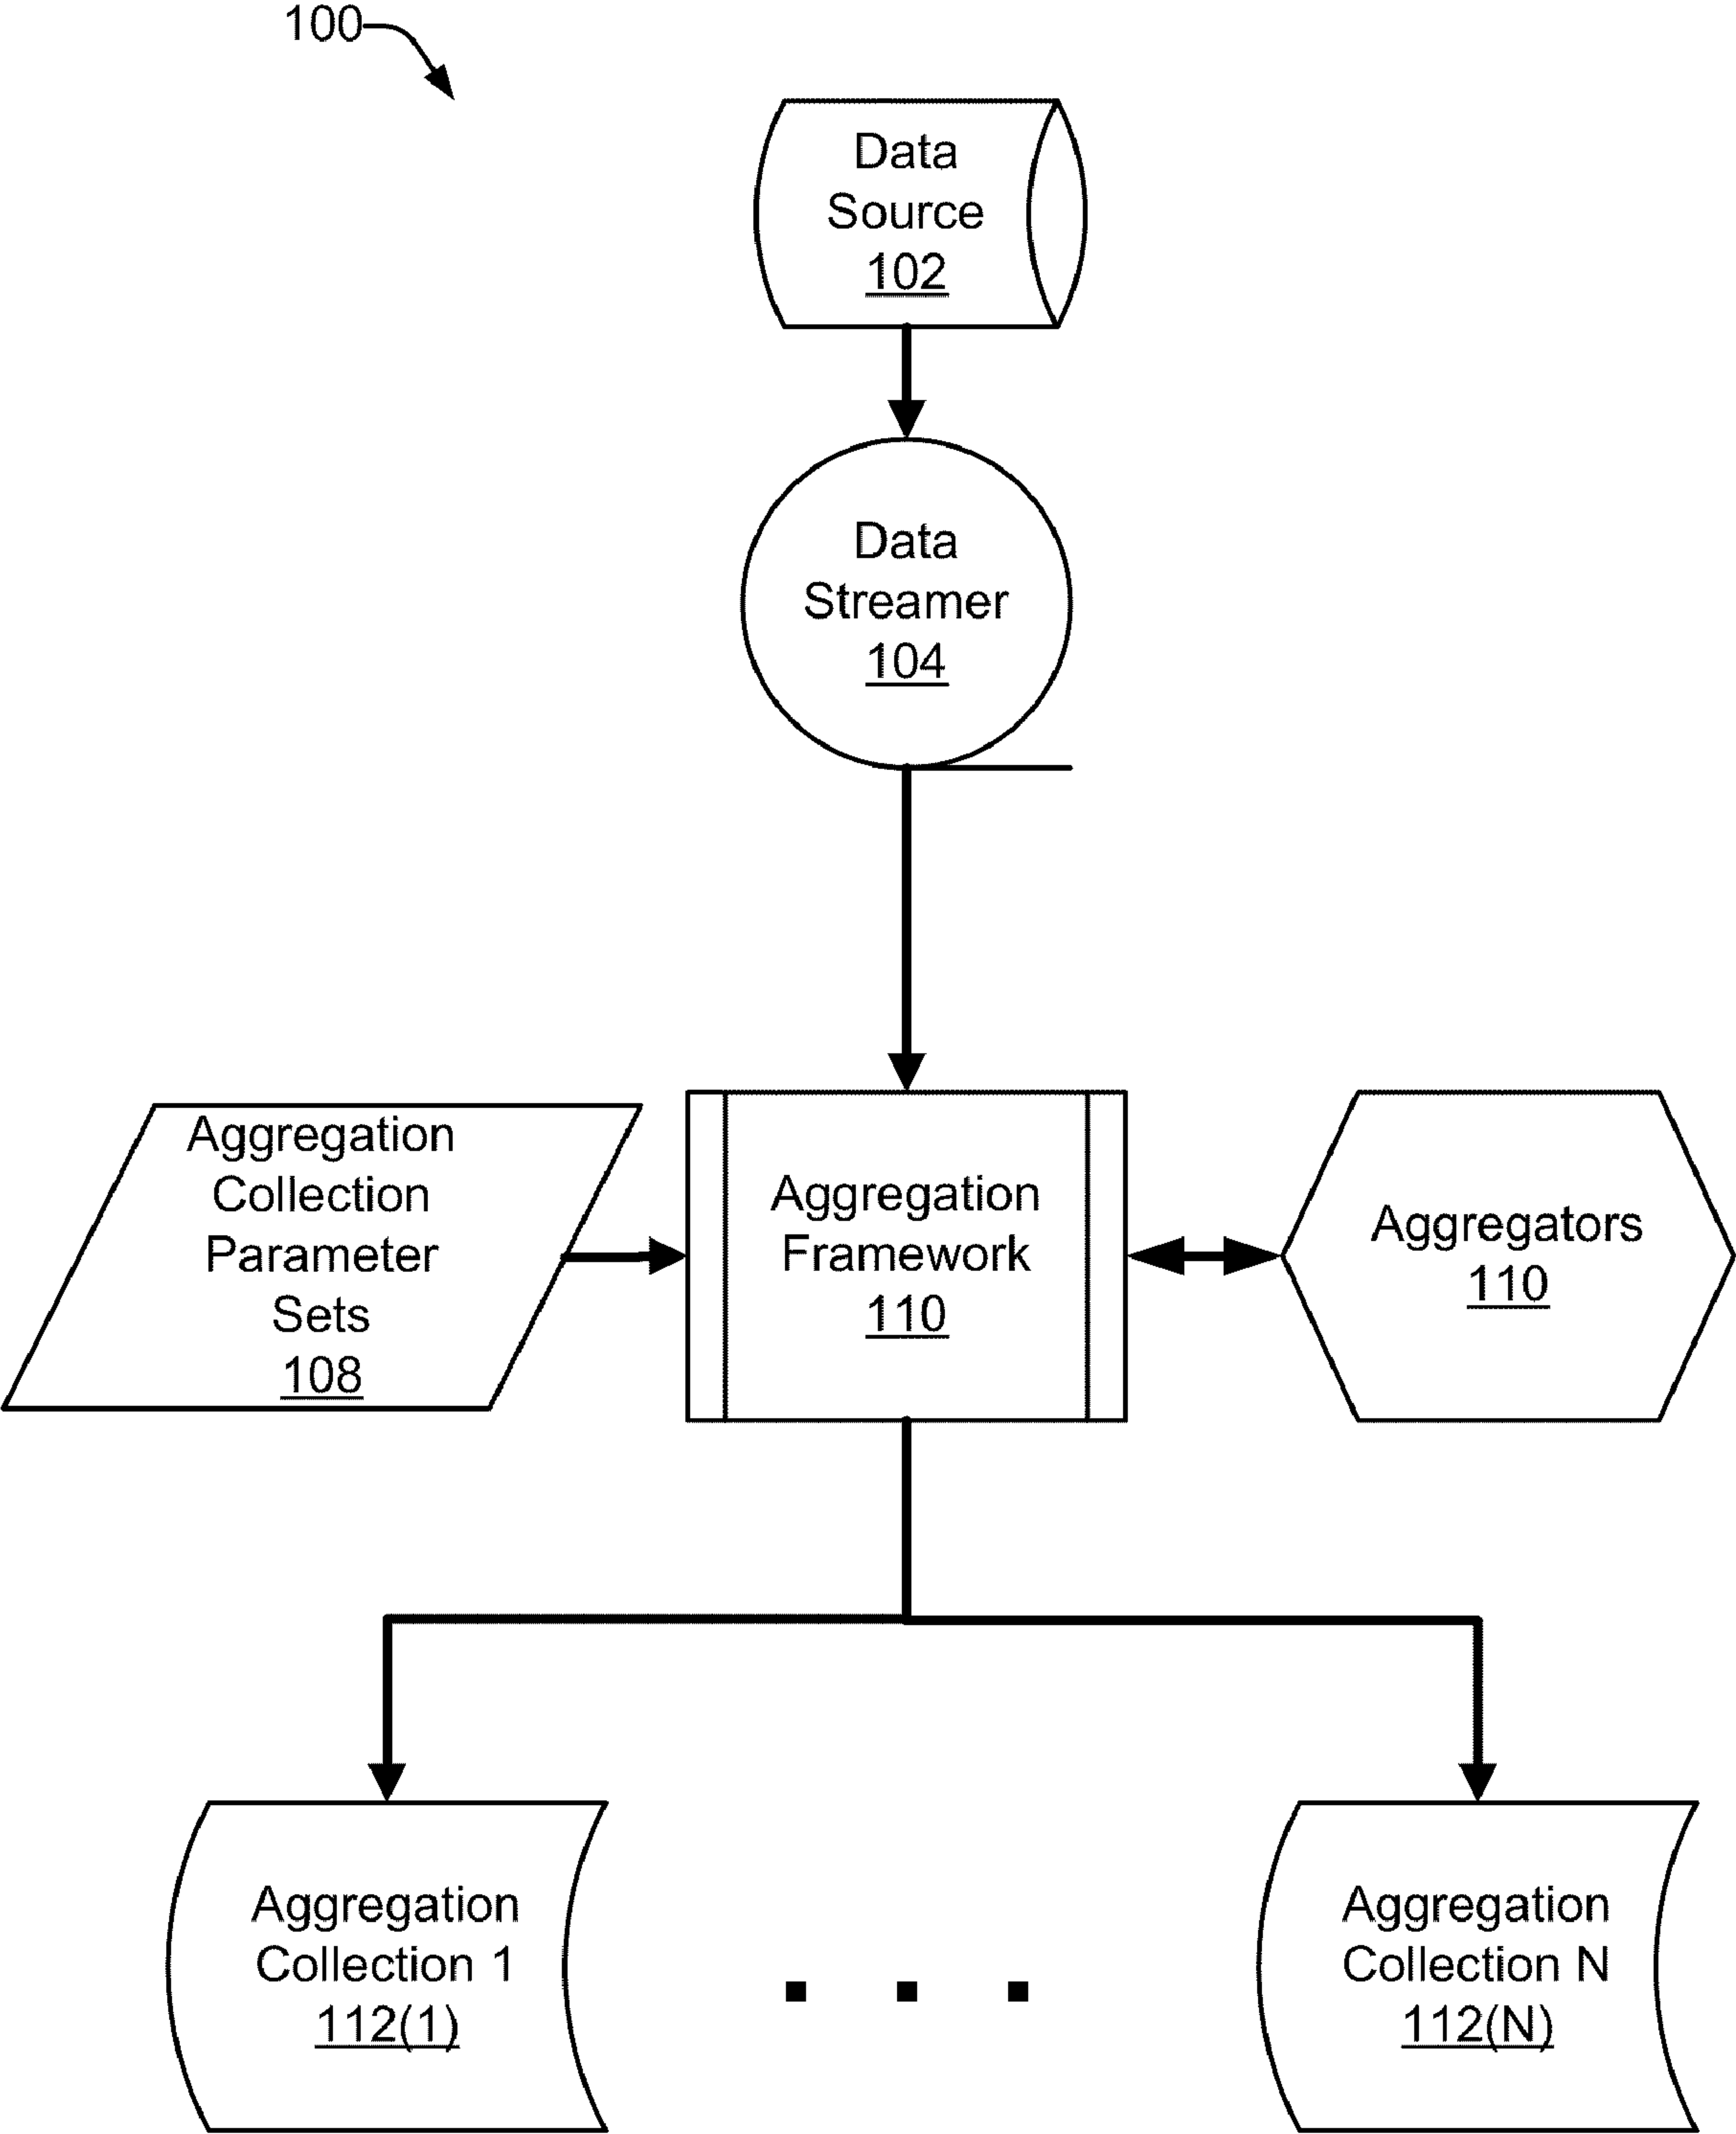 100
Data
Source
102
Data
Streamer
104
Aggregation
Collection
Parameter
Sets
108
Aggregation
Framework
110
Aggregators
110
Aggregation
Collection 1
112(1)
Aggregation
Collection N
112(N)